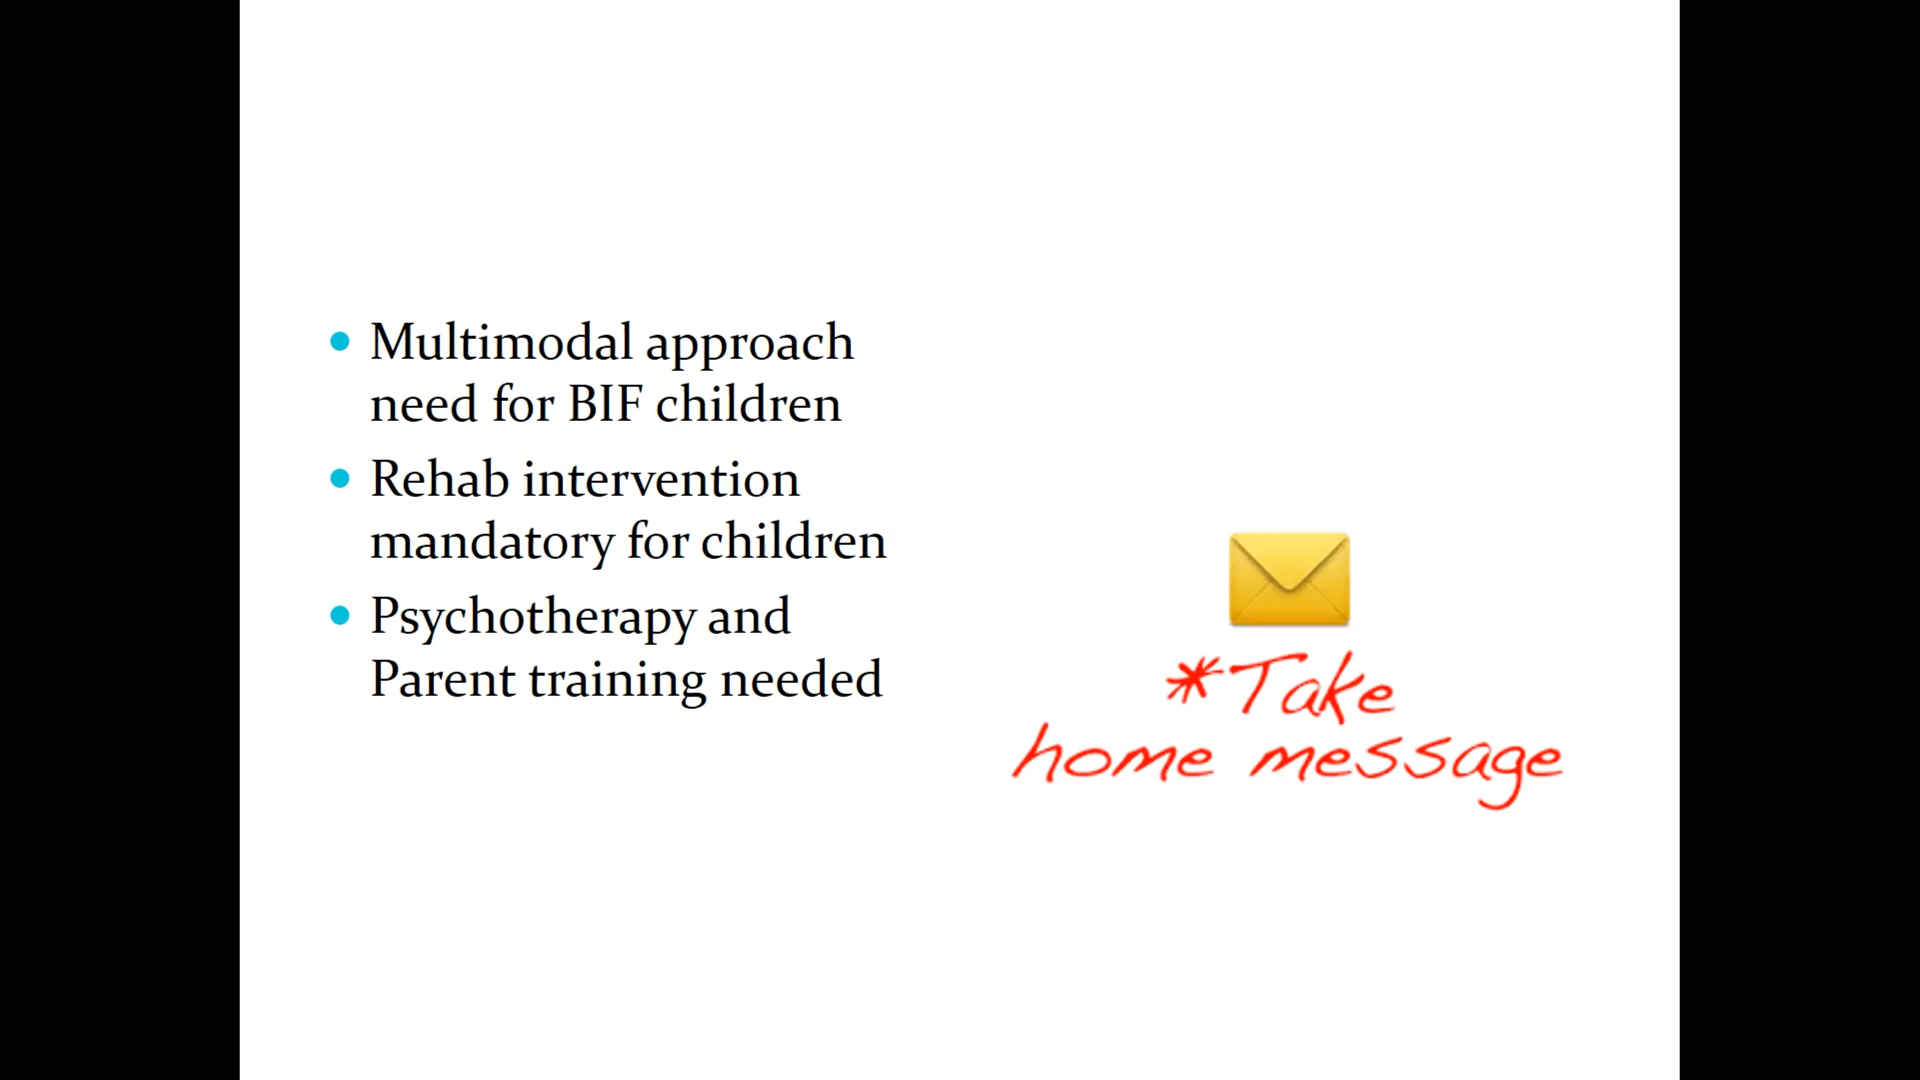 Multimodal approach
need for BIF children
Rehab intervention
mandatory for children
Psychotherapy and
Parent training needed
*Take
home message